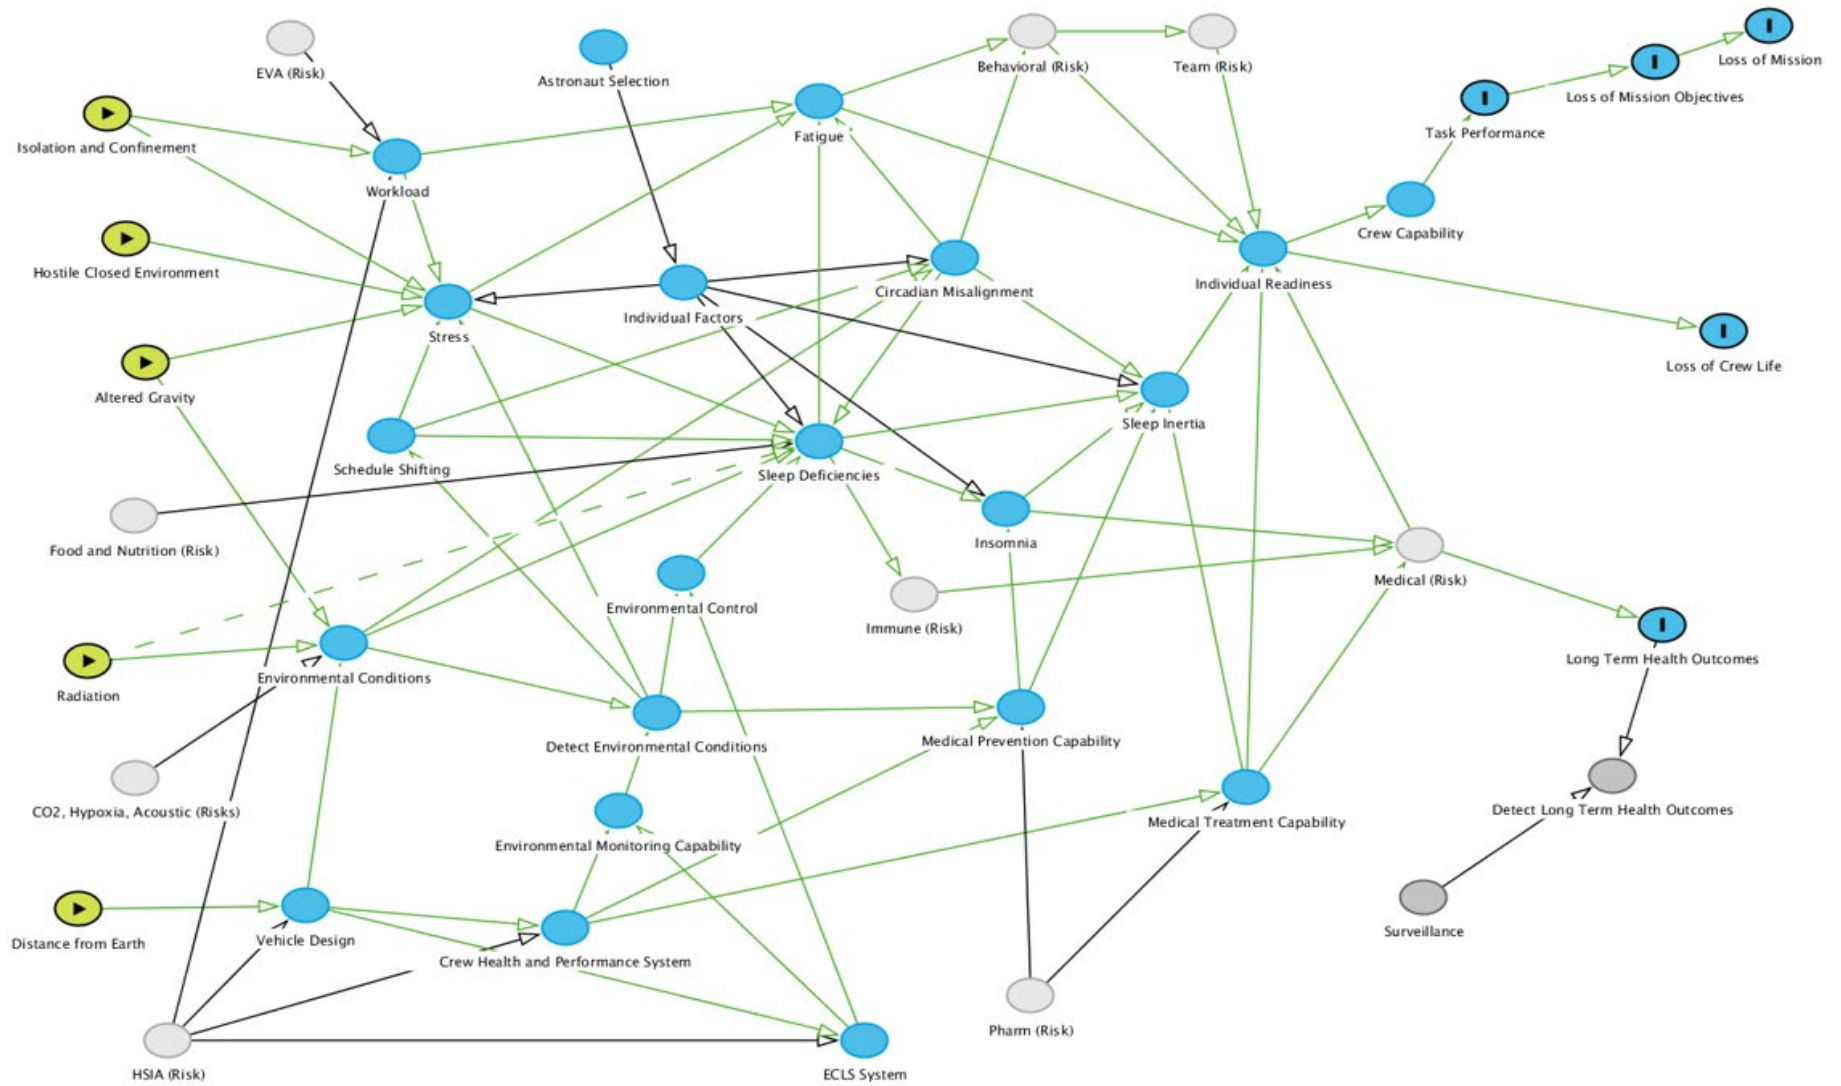 EVA (Risk)
Astronaut Selection
Behavioral (Risk)
Team (Risk)
Loss of Mission
Loss of Mission Objectives
Isolation and Confinement
Fatigue
Task Performance
Workload
Crew Capability
Hostile Closed Environment
Circadian Misalignment
Individual Readiness
Individual Factors
Stress
Loss of Crew Life
Altered Gravity
Sleep Inertia
Schedule Shifting
Sleep Deficiencies
Food and Nutrition (Risk)
Insomnia
Medical (Risk)
Environmental Control
Immune (Risk)
Long Term Health Outcomes
Environmental Conditions
Radiation
Detect Environmental Conditions
Medical Prevention Capability
CO2, Hypoxia, Acoustic (Risks)
Detect Long Term Health Outcomes
Medical Treatment Capability
Environmental Monitoring Capability
Surveillance
Distance from Earth
Vehicle Design
Crew Health and Performance System
Pharm (Risk)
HSIA (Risk)
ECLS System